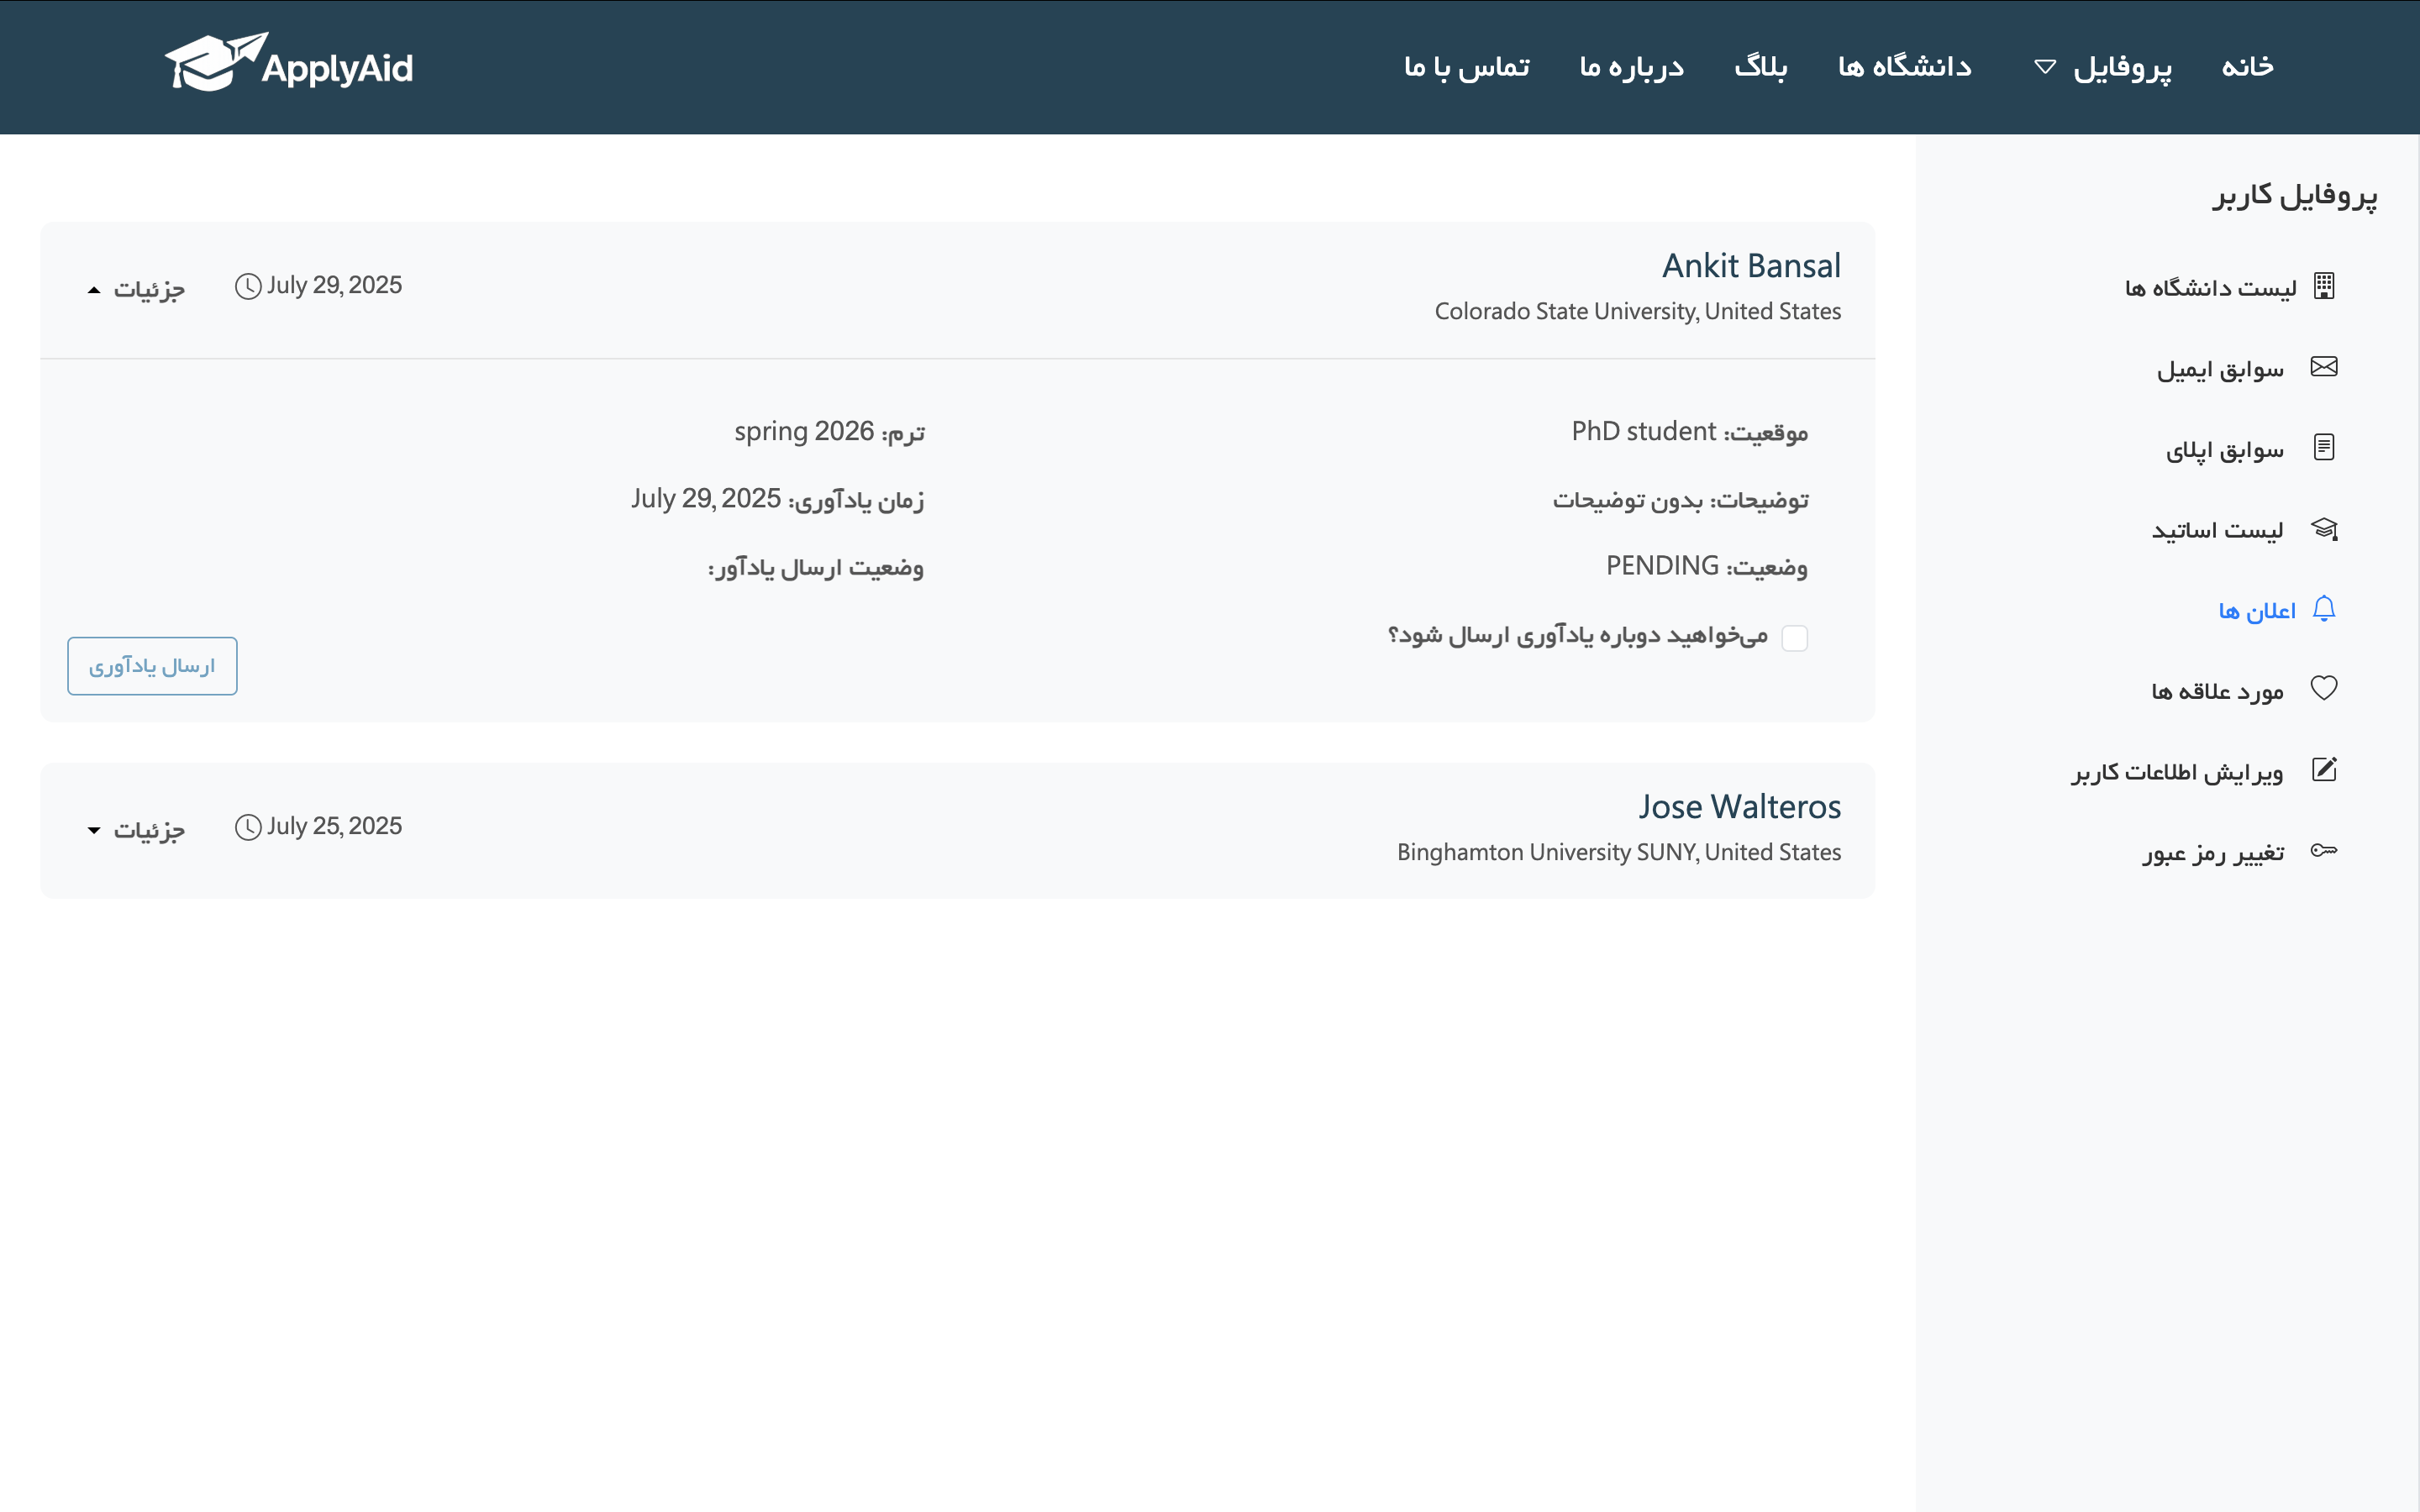 خانه
پروفایل
دانشگاه ها
بلاگ
درباره ما
تماس با ما
ApplyAid
پروفایل کاربر
لیست دانشگاه ها
سوابق ایمیل
سوابق اپلای
لیست اساتید
اعلان ها
مورد علاقه ها
ویرایش اطلاعات کاربر
تغییر رمز عبور
Ankit Bansal
Colorado State University, United States
July 29, 2025
جزئیات
موقعیت: PhD student
ترم: spring 2026
توضیحات: بدون توضیحات
زمان یادآوری: July 29, 2025
وضعیت: PENDING
وضعیت ارسال یادآور:
می‌خواهید دوباره یادآوری ارسال شود؟
ارسال یادآوری
Jose Walteros
Binghamton University SUNY, United States
July 25, 2025
جزئیات